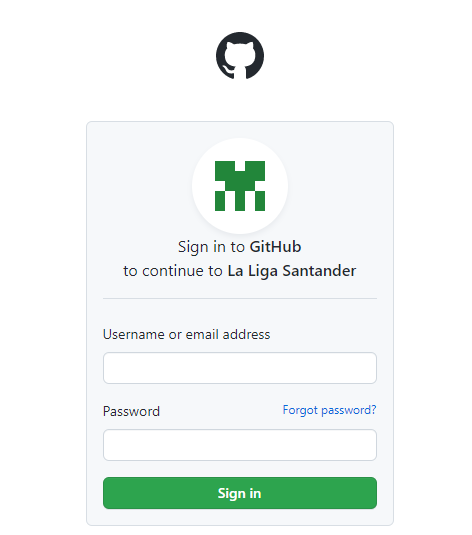 Sign in to GitHub
to continue to La Liga Santander
Username or email address
Password Forgot password?
Sign in